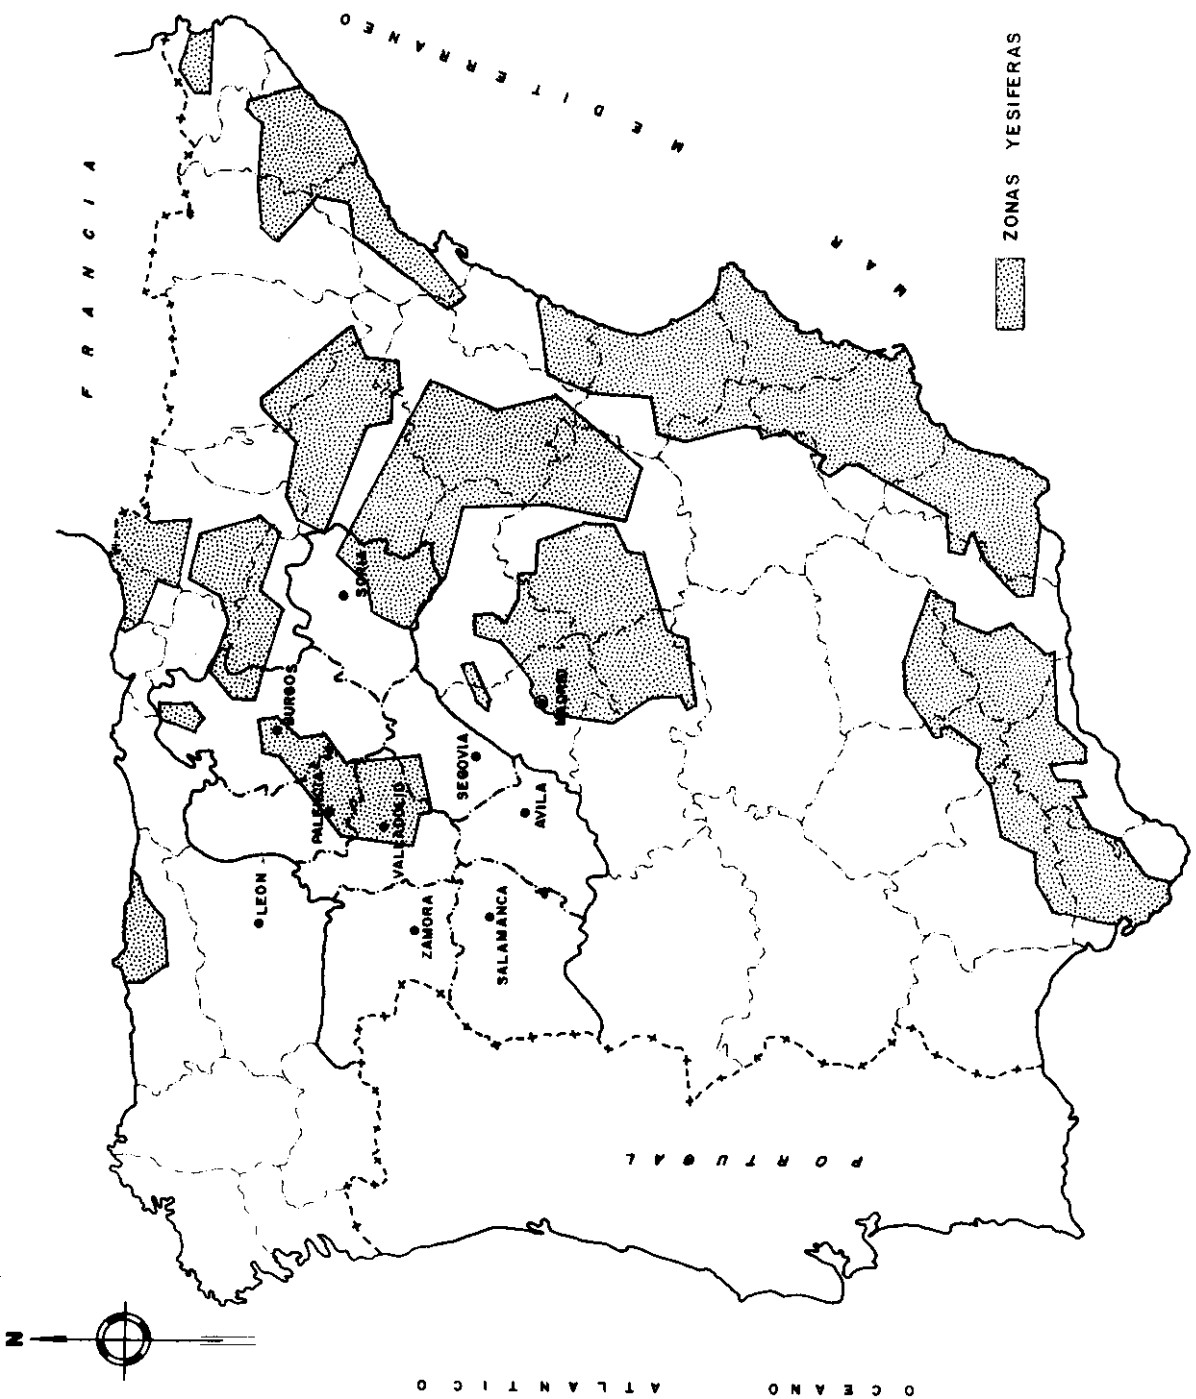 N
FRANCIA
OCEANO ATLANTICO
PORTUGAL
MAR MEDITERRANEO
LEON
BURGOS
PALENCIA
VALLADOLID
SORIA
ZAMORA
SEGOVIA
SALAMANCA
AVILA
MADRID
ZONAS YESIFERAS